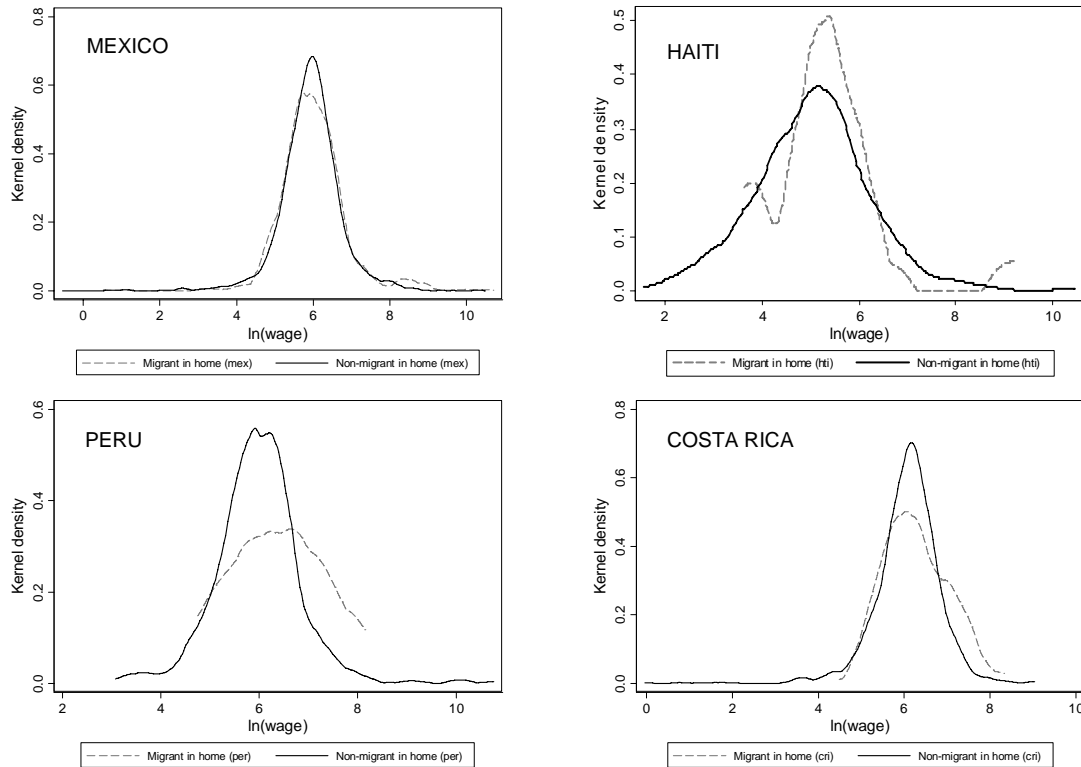 MEXICO
Kernel density
0.8
0.6
0.4
0.2
0.0
0 2 4 6 8 10
ln(wage)
Migrant in home (mex) Non-migrant in home (mex)
HAITI
Kernel density
0.5
0.4
0.3
0.2
0.1
0.0
2 4 6 8 10
ln(wage)
Migrant in home (hti) Non-migrant in home (hti)
PERU
Kernel density
0.6
0.4
0.2
0.0
2 4 6 8 10
ln(wage)
Migrant in home (per) Non-migrant in home (per)
COSTA RICA
Kernel density
0.8
0.6
0.4
0.2
0.0
0 2 4 6 8 10
ln(wage)
Migrant in home (cri) Non-migrant in home (cri)